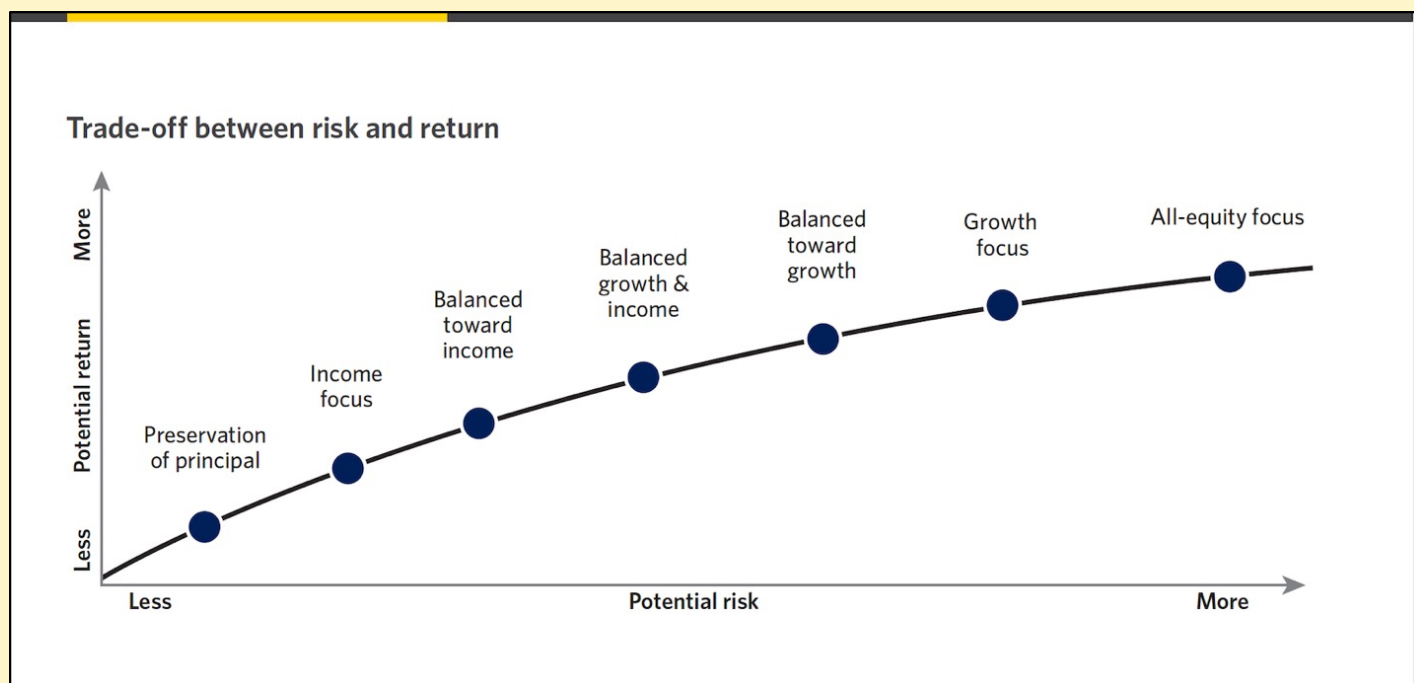 Trade-off between risk and return
More
Potential return
Less
Preservation
of principal
Income
focus
Balanced
toward
income
Balanced
growth &
income
Balanced
toward
growth
Growth
focus
All-equity focus
Less
Potential risk
More